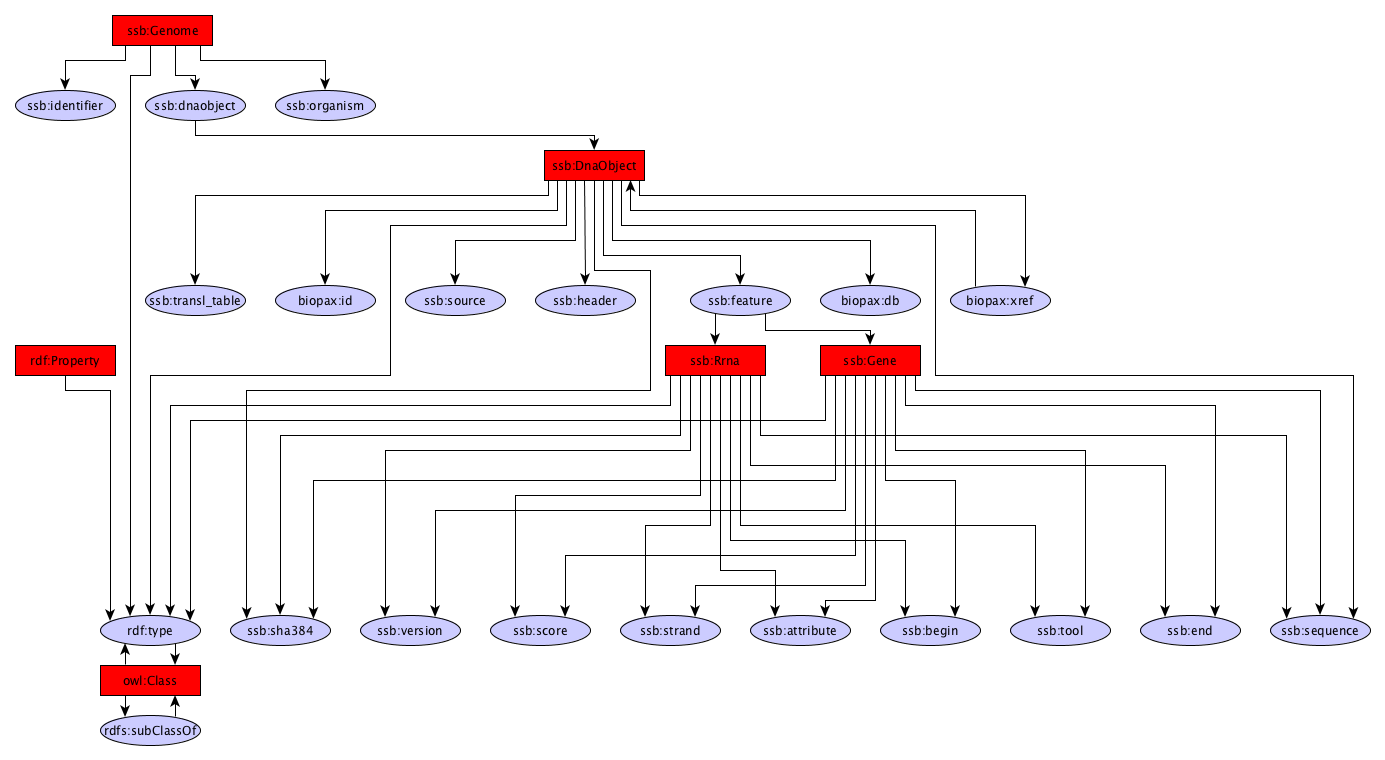 ssb:Genome
ssb:identifier
ssb:dnaobject
ssb:organism
ssb:DnaObject
ssb:transl_table
biopax:id
ssb:source
ssb:header
ssb:feature
biopax:db
biopax:xref
rdf:Property
ssb:Rrna
ssb:Gene
rdf:type
ssb:sha384
ssb:version
ssb:score
ssb:strand
ssb:attribute
ssb:begin
ssb:tool
ssb:end
ssb:sequence
owl:Class
rdfs:subClassOf